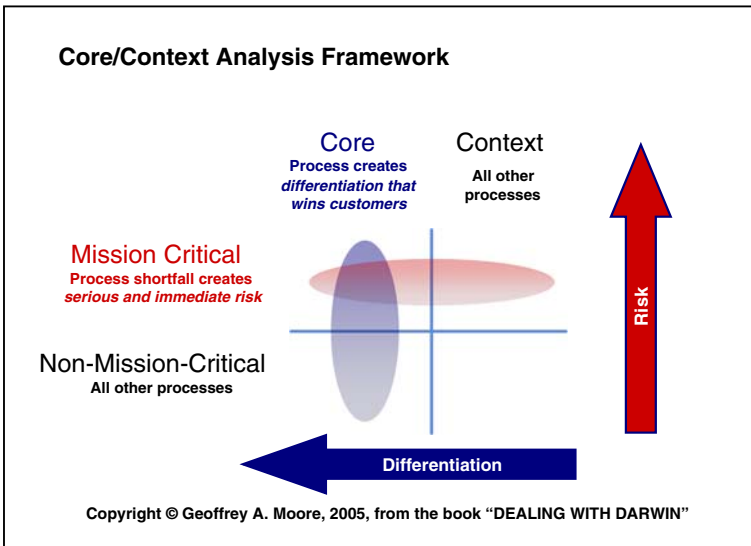 Core/Context Analysis Framework
Core
Process creates
differentiation that
wins customers
Context
All other
processes
Mission Critical
Process shortfall creates
serious and immediate risk
Risk
Non-Mission-Critical
All other processes
Differentiation
Copyright © Geoffrey A. Moore, 2005, from the book “DEALING WITH DARWIN”